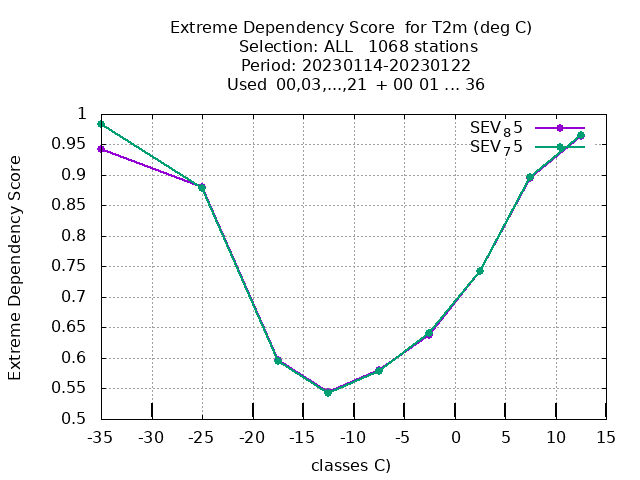 Extreme Dependency Score  for T2m (deg C)
Selection: ALL   1068 stations
Period: 20230114-20230122
Used  00,03,...,21  + 00 01 ... 36
SEV₈5
SEV₇5
1
0.95
0.9
0.85
0.8
0.75
0.7
0.65
0.6
0.55
0.5
Extreme Dependency Score
-35 -30 -25 -20 -15 -10 -5 0 5 10 15
classes C)